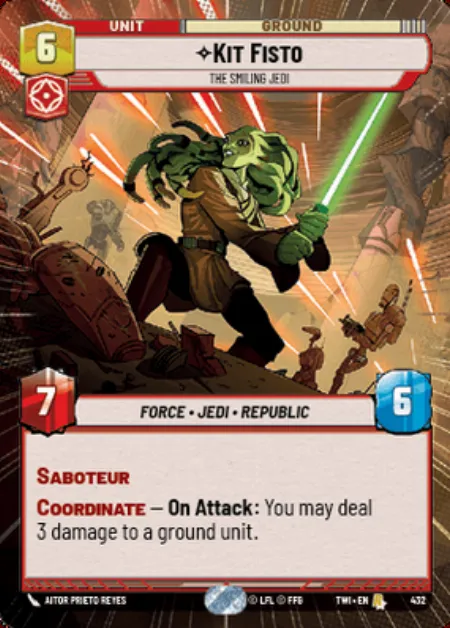 UNIT
GROUND
6
✧KIT FISTO
THE SMILING JEDI
7
FORCE • JEDI • REPUBLIC
6
SABOTEUR
COORDINATE – On Attack: You may deal
3 damage to a ground unit.
AITOR PRIETO REYES
© LFL © FFG
TWI • EN
432